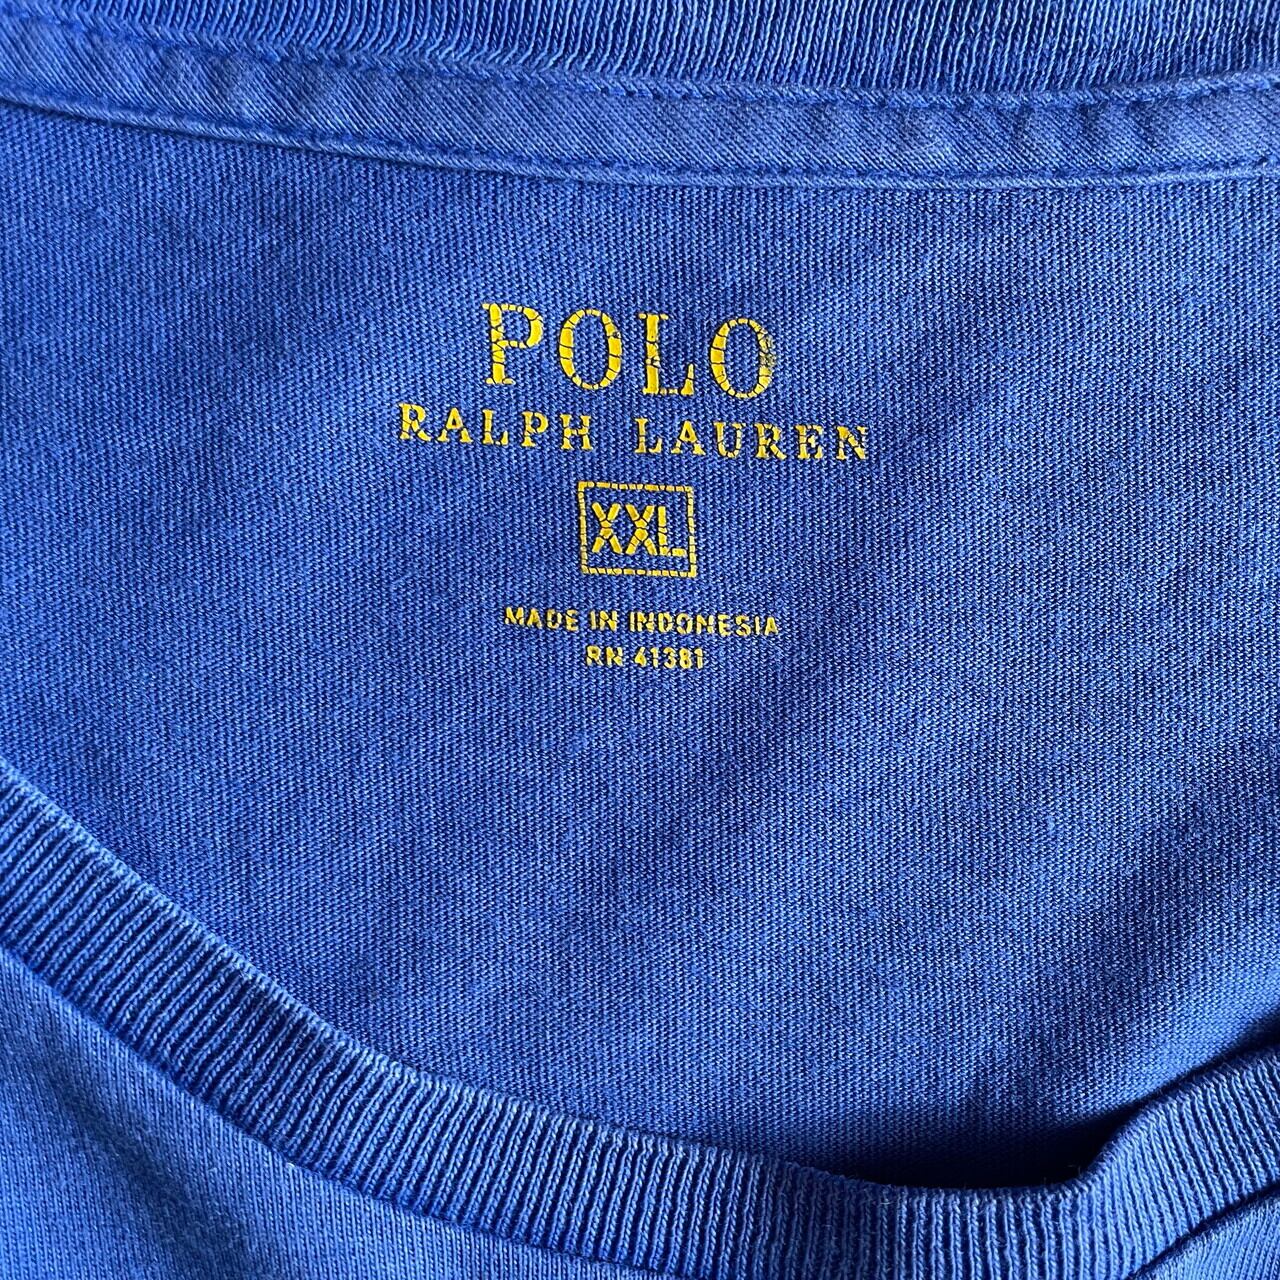 POLO
RALPH LAUREN
XXL
MADE IN INDONESIA
RN 41381